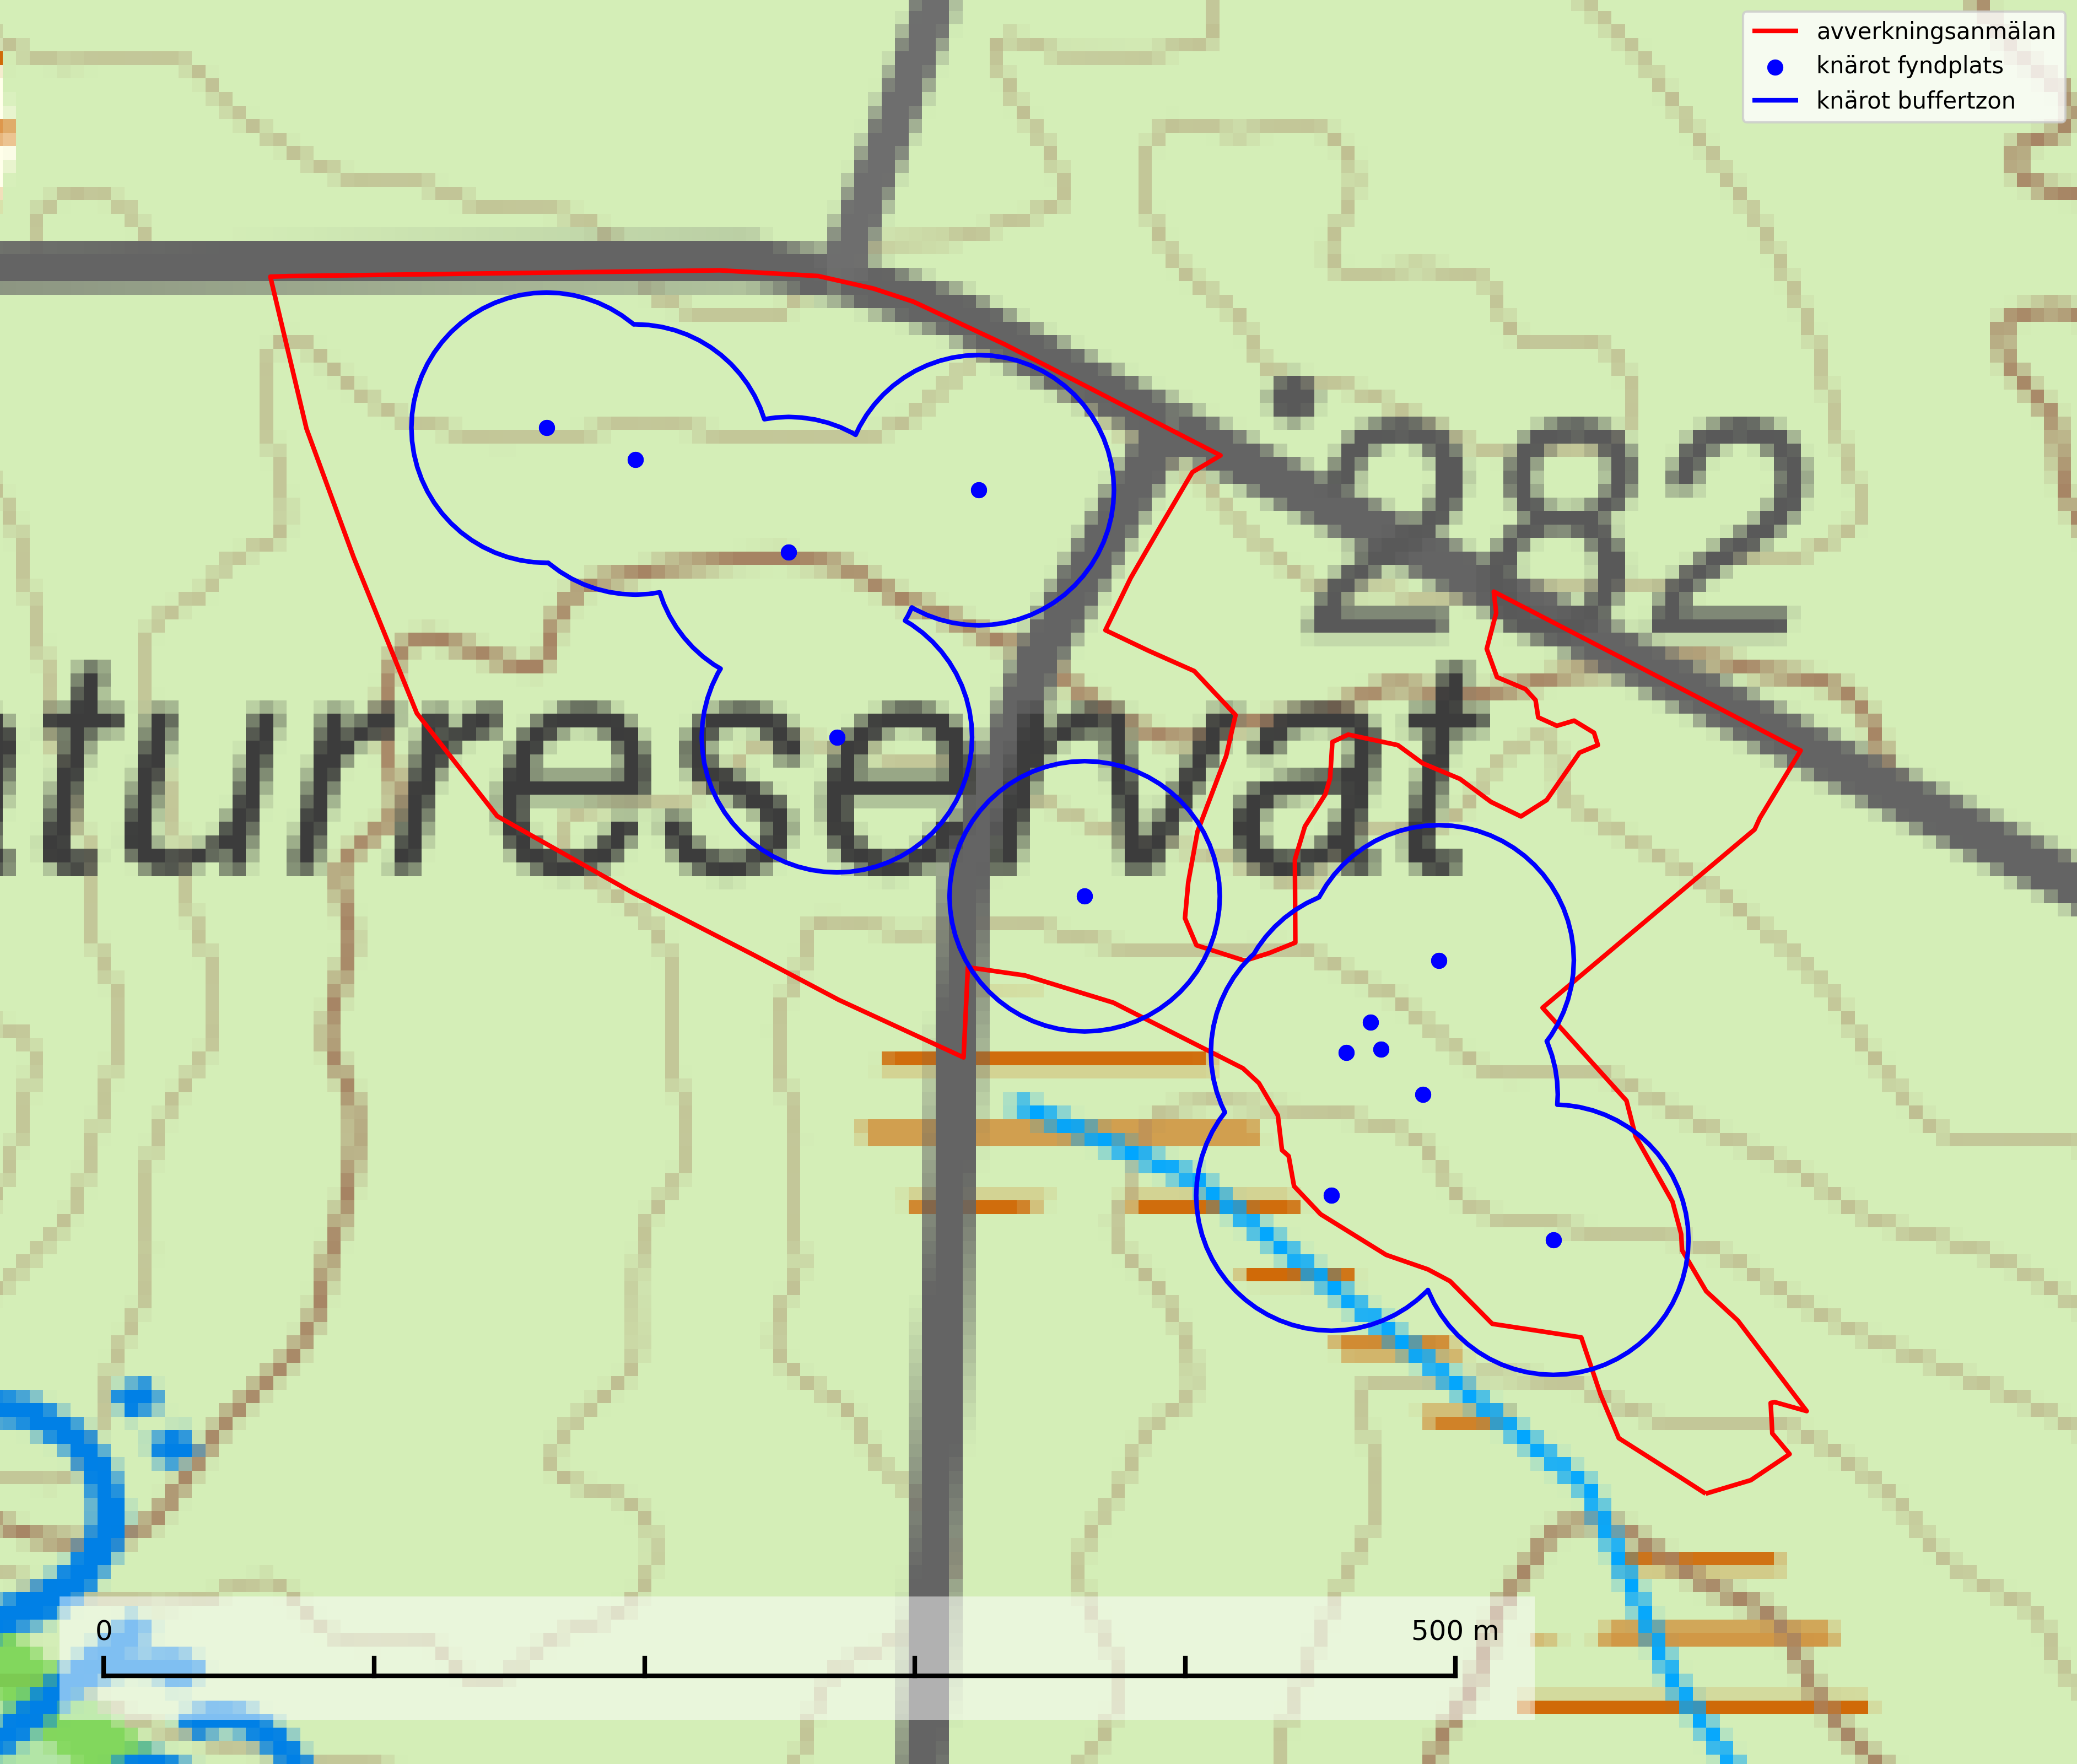 avverkningsanmälan
knärot fyndplats
knärot buffertzon
282
turreservat
0 500 m